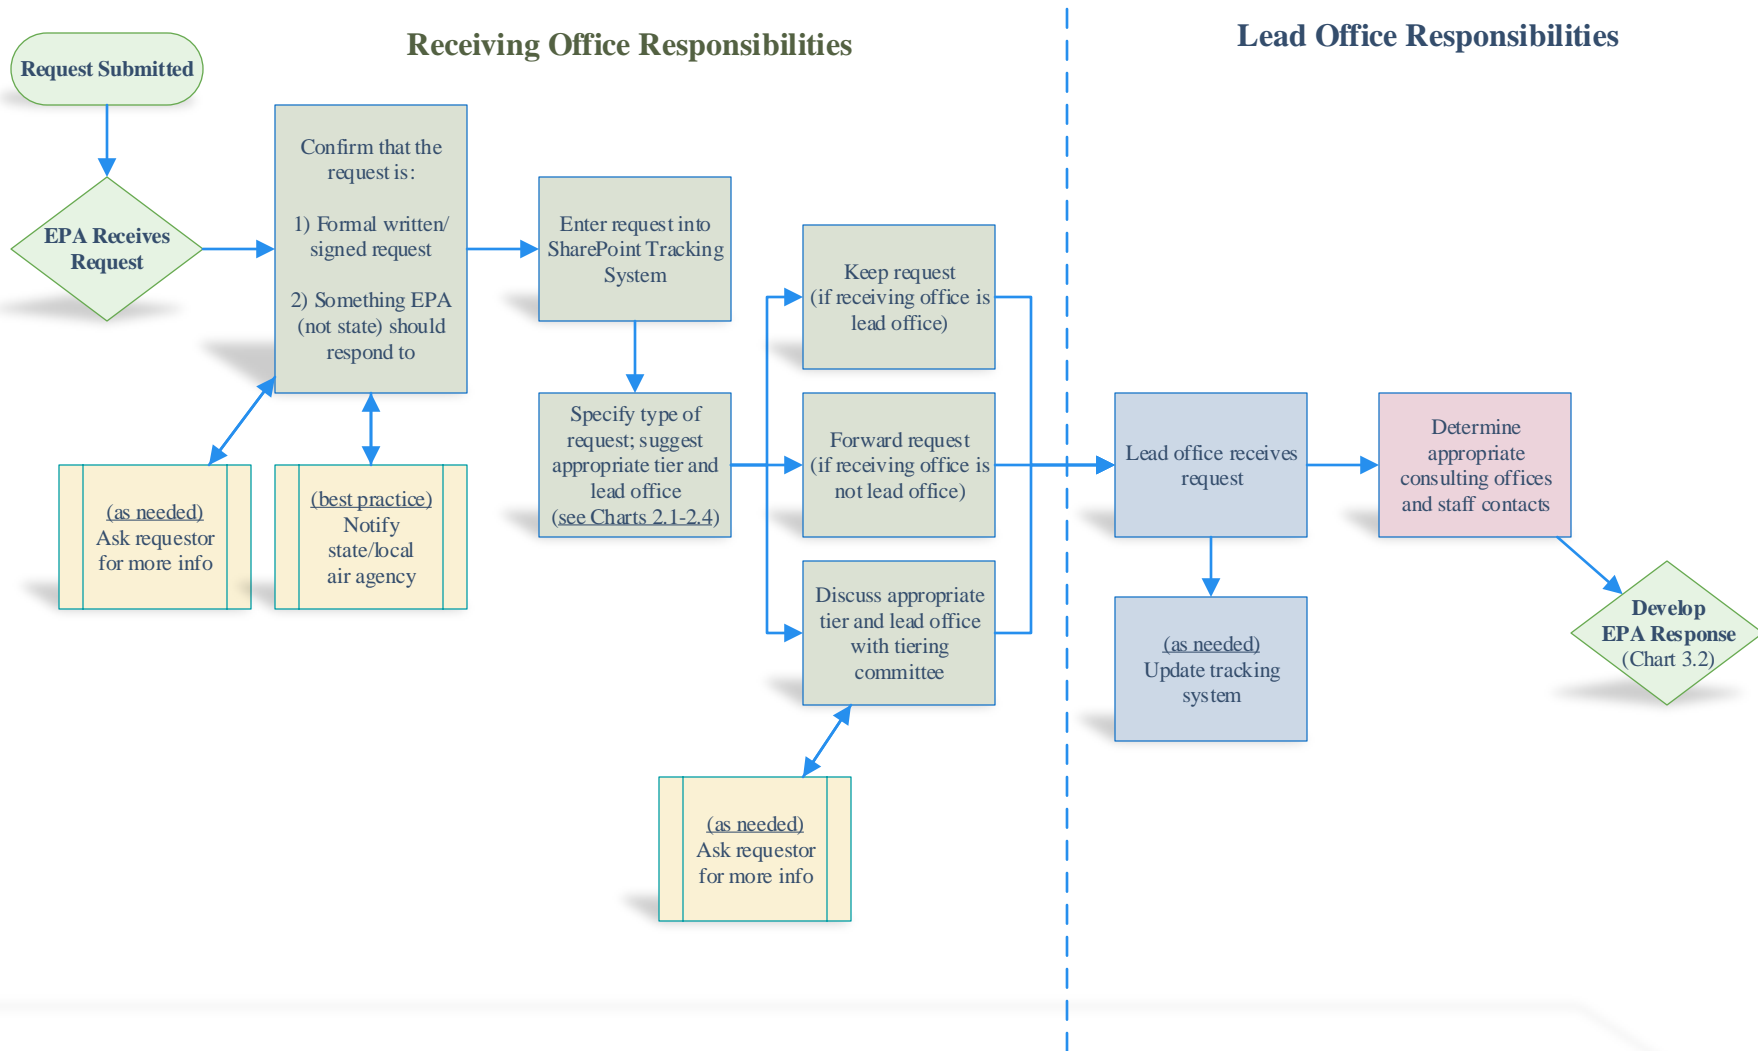 Receiving Office Responsibilities
Lead Office Responsibilities
Request Submitted
EPA Receives
Request
Confirm that the
request is:
1) Formal written/
signed request
2) Something EPA
(not state) should
respond to
(as needed)
Ask requestor
for more info
(best practice)
Notify
state/local
air agency
Enter request into
SharePoint Tracking
System
Specify type of
request; suggest
appropriate tier and
lead office
(see Charts 2.1-2.4)
Keep request
(if receiving office is
lead office)
Forward request
(if receiving office is
not lead office)
Discuss appropriate
tier and lead office
with tiering
committee
(as needed)
Ask requestor
for more info
Lead office receives
request
(as needed)
Update tracking
system
Determine
appropriate
consulting offices
and staff contacts
Develop
EPA Response
(Chart 3.2)